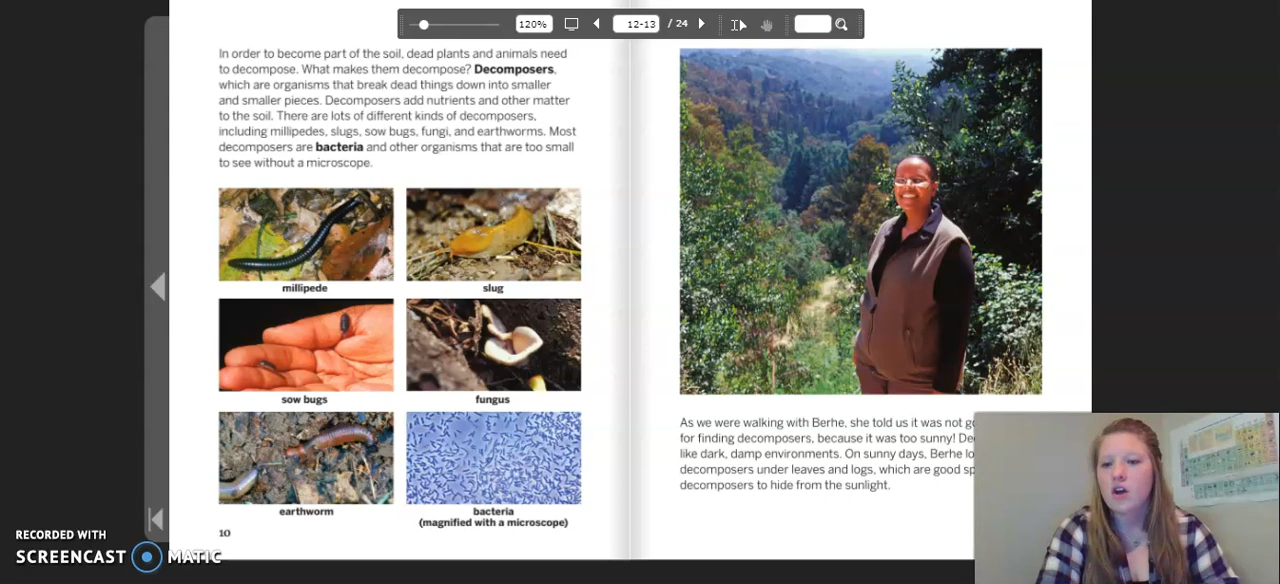 120%
12-13 / 24
In order to become part of the soil, dead plants and animals need
to decompose. What makes them decompose? Decomposers,
which are organisms that break dead things down into smaller
and smaller pieces. Decomposers add nutrients and other matter
to the soil. There are lots of different kinds of decomposers,
including millipedes, slugs, sow bugs, fungi, and earthworms. Most
decomposers are bacteria and other organisms that are too small
to see without a microscope.
millipede
slug
sow bugs
fungus
earthworm
bacteria
(magnified with a microscope)
10
As we were walking with Berhe, she told us it was not
for finding decomposers, because it was too sunny!
like dark, damp environments. On sunny days, Berhe
decomposers under leaves and logs, which are good
decomposers to hide from the sunlight.
RECORDED WITH
SCREENCAST MATIC